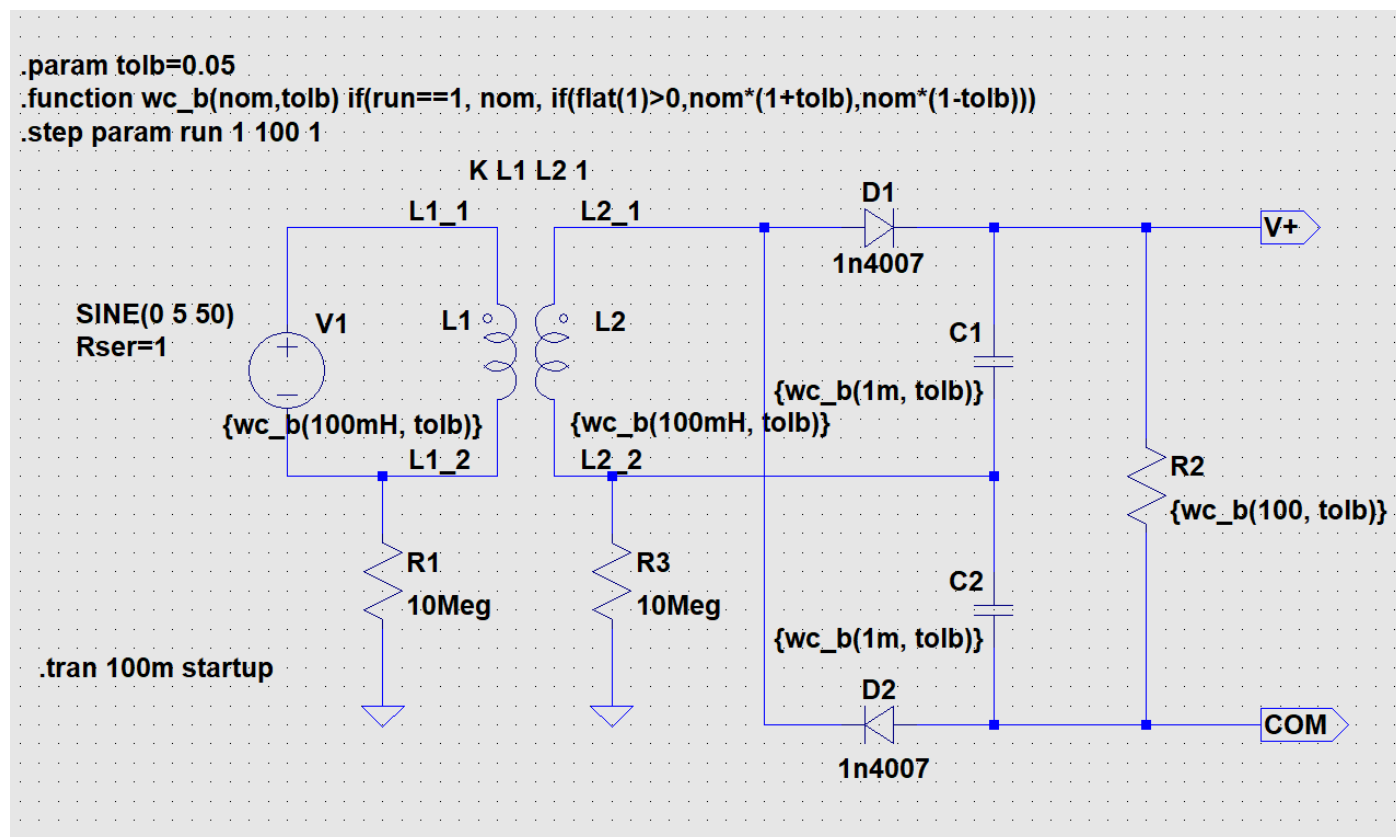 .param tolb=0.05
.function wc_b(nom,tolb) if(run==1, nom, if(flat(1)>0,nom*(1+tolb),nom*(1-tolb)))
.step param run 1 100 1
K L1 L2 1
L1_1
L2_1
D1
1n4007
V+
SINE(0 5 50)
Rser=1
V1
L1
L2
C1
{wc_b(1m, tolb)}
{wc_b(100mH, tolb)}
{wc_b(100mH, tolb)}
L1_2
L2_2
R2
{wc_b(100, tolb)}
R1
10Meg
R3
10Meg
C2
{wc_b(1m, tolb)}
.tran 100m startup
D2
1n4007
COM